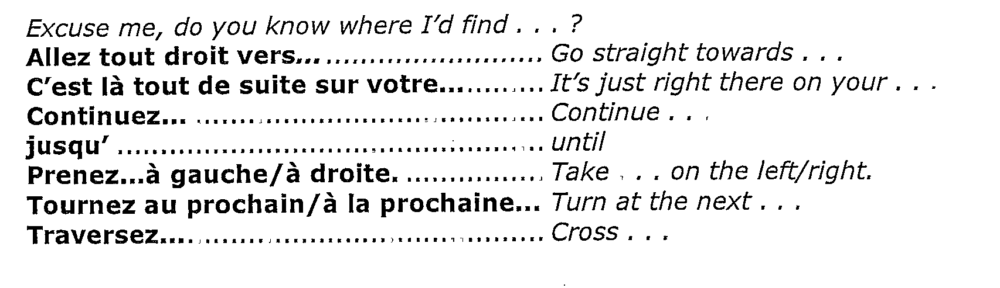 Excuse me, do you know where I'd find . . . ?
Allez tout droit vers... ......................... Go straight towards . . .
C'est là tout de suite sur votre............. It's just right there on your . . .
Continuez... ........................................ Continue . . .
jusqu' ................................................. until
Prenez...à gauche/à droite. ................ Take . . . on the left/right.
Tournez au prochain/à la prochaine... Turn at the next . . .
Traversez............................................. Cross . . .